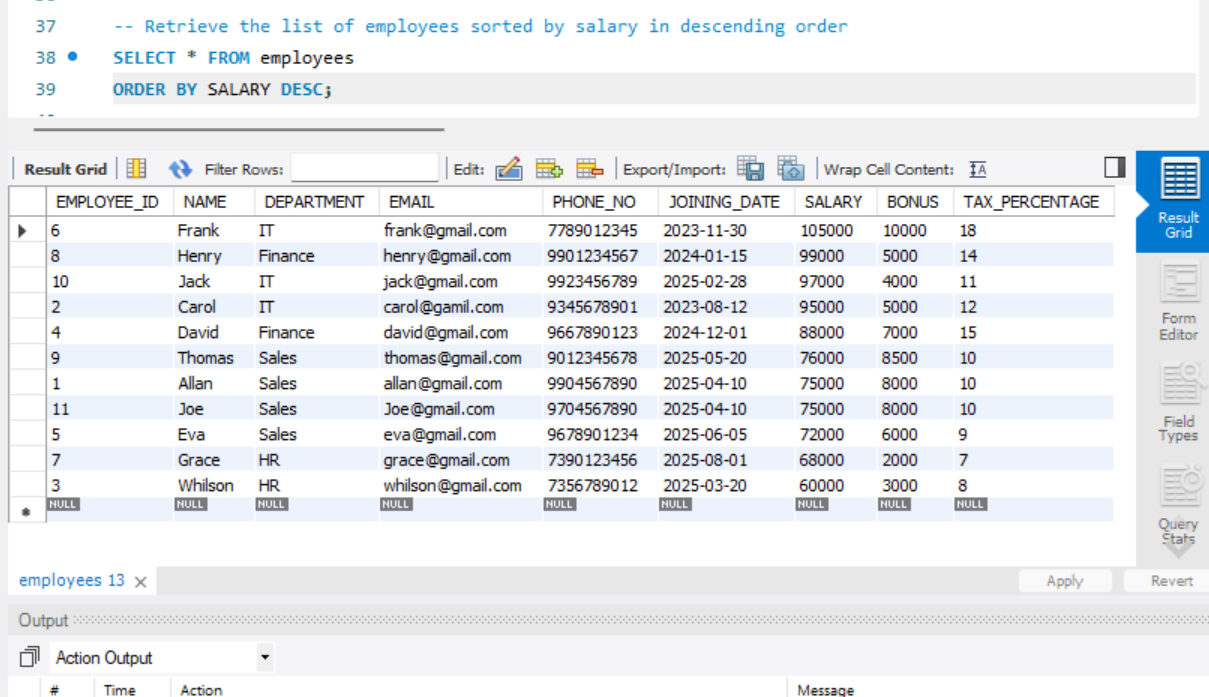 37 -- Retrieve the list of employees sorted by salary in descending order
38 SELECT * FROM employees
39 ORDER BY SALARY DESC;
Result Grid Filter Rows: Edit: Export/Import: Wrap Cell Content: IA
EMPLOYEE_ID NAME DEPARTMENT EMAIL PHONE_NO JOINING_DATE SALARY BONUS TAX_PERCENTAGE
6 Frank IT frank@gmail.com 7789012345 2023-11-30 105000 10000 18
8 Henry Finance henry@gmail.com 9901234567 2024-01-15 99000 5000 14
10 Jack IT jack@gmail.com 9923456789 2025-02-28 97000 4000 11
2 Carol IT carol@gamil.com 9345678901 2023-08-12 95000 5000 12
4 David Finance david@gmail.com 9667890123 2024-12-01 88000 7000 15
9 Thomas Sales thomas@gmail.com 9012345678 2025-05-20 76000 8500 10
1 Allan Sales allan@gmail.com 9904567890 2025-04-10 75000 8000 10
11 Joe Sales Joe@gmail.com 9704567890 2025-04-10 75000 8000 10
5 Eva Sales eva@gmail.com 9678901234 2025-06-05 72000 6000 9
7 Grace HR grace@gmail.com 7390123456 2025-08-01 68000 2000 7
3 Whilson HR whilson@gmail.com 7356789012 2025-03-20 60000 3000 8
NULL NULL NULL NULL NULL NULL NULL NULL NULL
Result
Grid
Form
Editor
Field
Types
Query
Stats
employees 13 Apply Revert
Output
Action Output
# Time Action Message